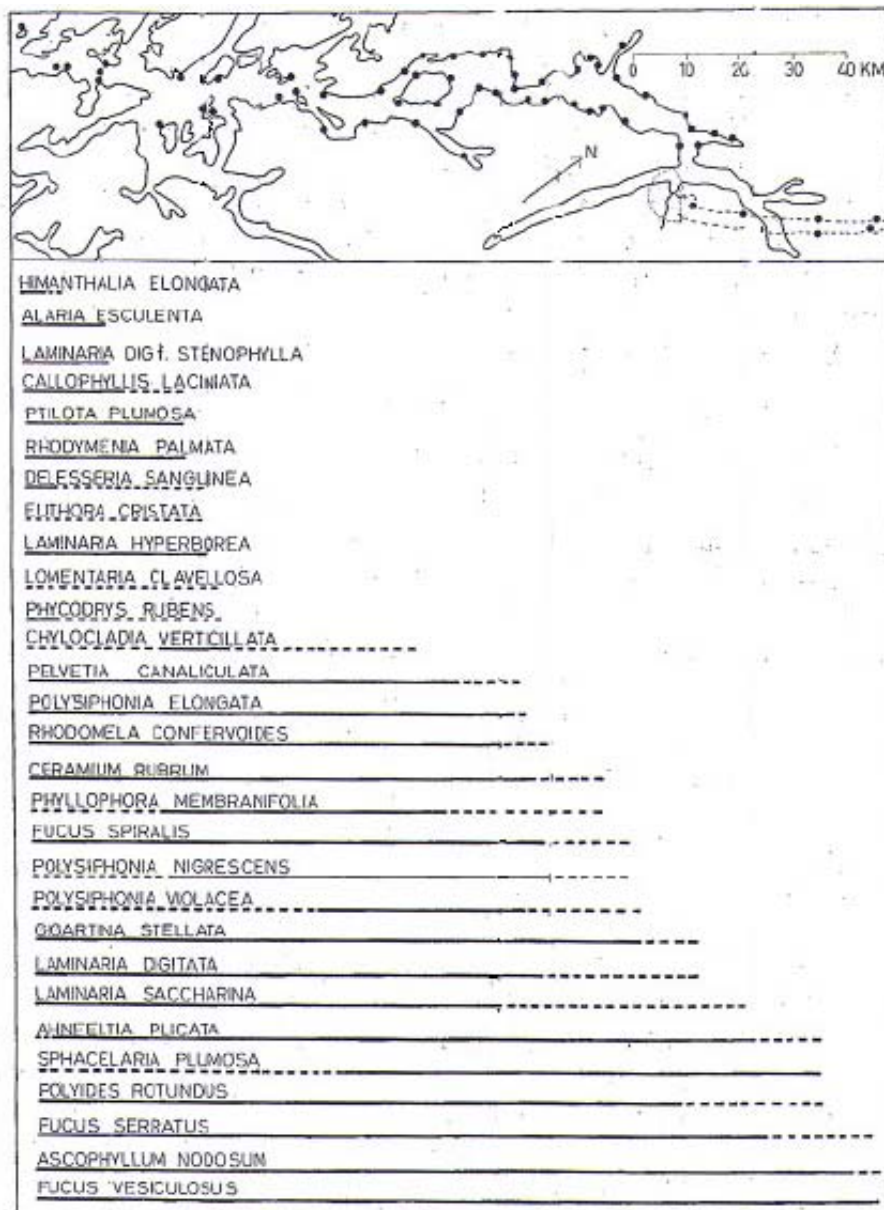 3
N
0 10 20 30 40 KM
HIMANTHALIA ELONGATA
ALARIA ESCULENTA
LAMINARIA DIGT. STENOPHYLLA
CALLOPHYLLIS LACINIATA
PTILOTA PLUMOSA
RHODYMENIA PALMATA
DELESSERIA SANGUINEA
EUTHORA CRISTATA
LAMINARIA HYPERBOREA
LOMENTARIA CLAVELLOSA
PHYCODRYS RUBENS
CHYLOCLADIA VERTICILLATA
PELVETIA CANALICULATA
POLYSIPHONIA ELONGATA
RHODOMELA CONFERVOIDES
CERAMIUM RUBRUM
PHYLLOPHORA MEMBRANIFOLIA
FUCUS SPIRALIS
POLYSIPHONIA NIGRESCENS
POLYSIPHONIA VIOLACEA
GIGARTINA STELLATA
LAMINARIA DIGITATA
LAMINARIA SACCHARINA
AHNFELTIA PLICATA
SPHACELARIA PLUMOSA
POLYIDES ROTUNDUS
FUCUS SERRATUS
ASCOPHYLLUM NODOSUM
FUCUS VESICULOSUS